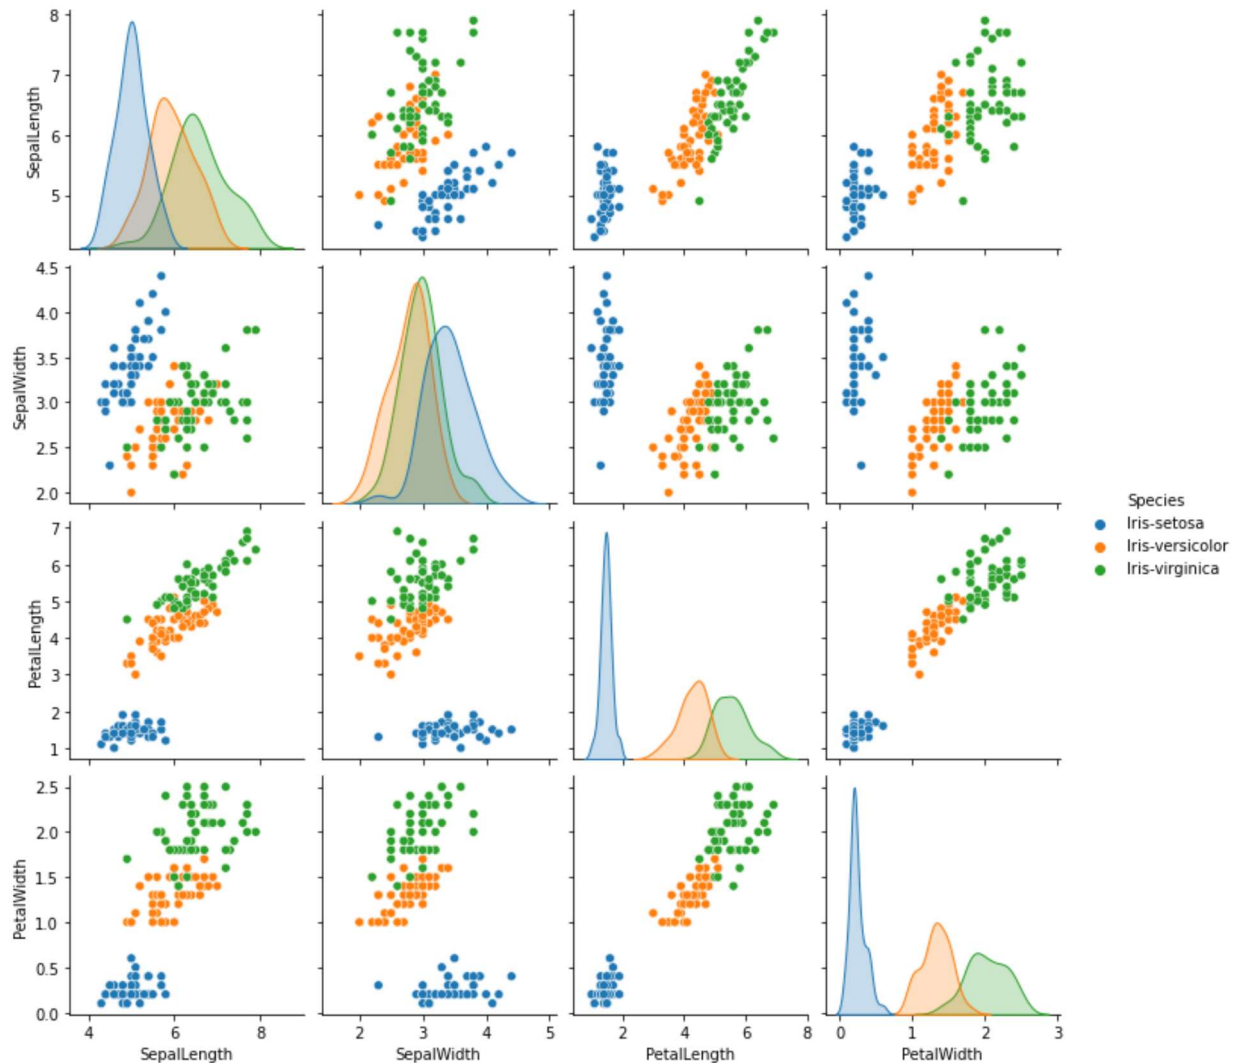 8
7
6
5
SepalLength
4.5
4.0
3.5
3.0
2.5
2.0
SepalWidth
Species
Iris-setosa
Iris-versicolor
Iris-virginica
7
6
5
4
3
2
1
PetalLength
2.5
2.0
1.5
1.0
0.5
0.0
PetalWidth
4 6 8 2 3 4 5 2 4 6 8 0 1 2 3
SepalLength SepalWidth PetalLength PetalWidth